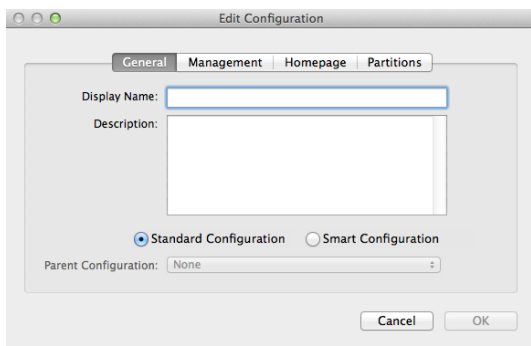 Edit Configuration
General Management Homepage Partitions
Display Name:
Description:
Standard Configuration Smart Configuration
Parent Configuration: None
Cancel OK